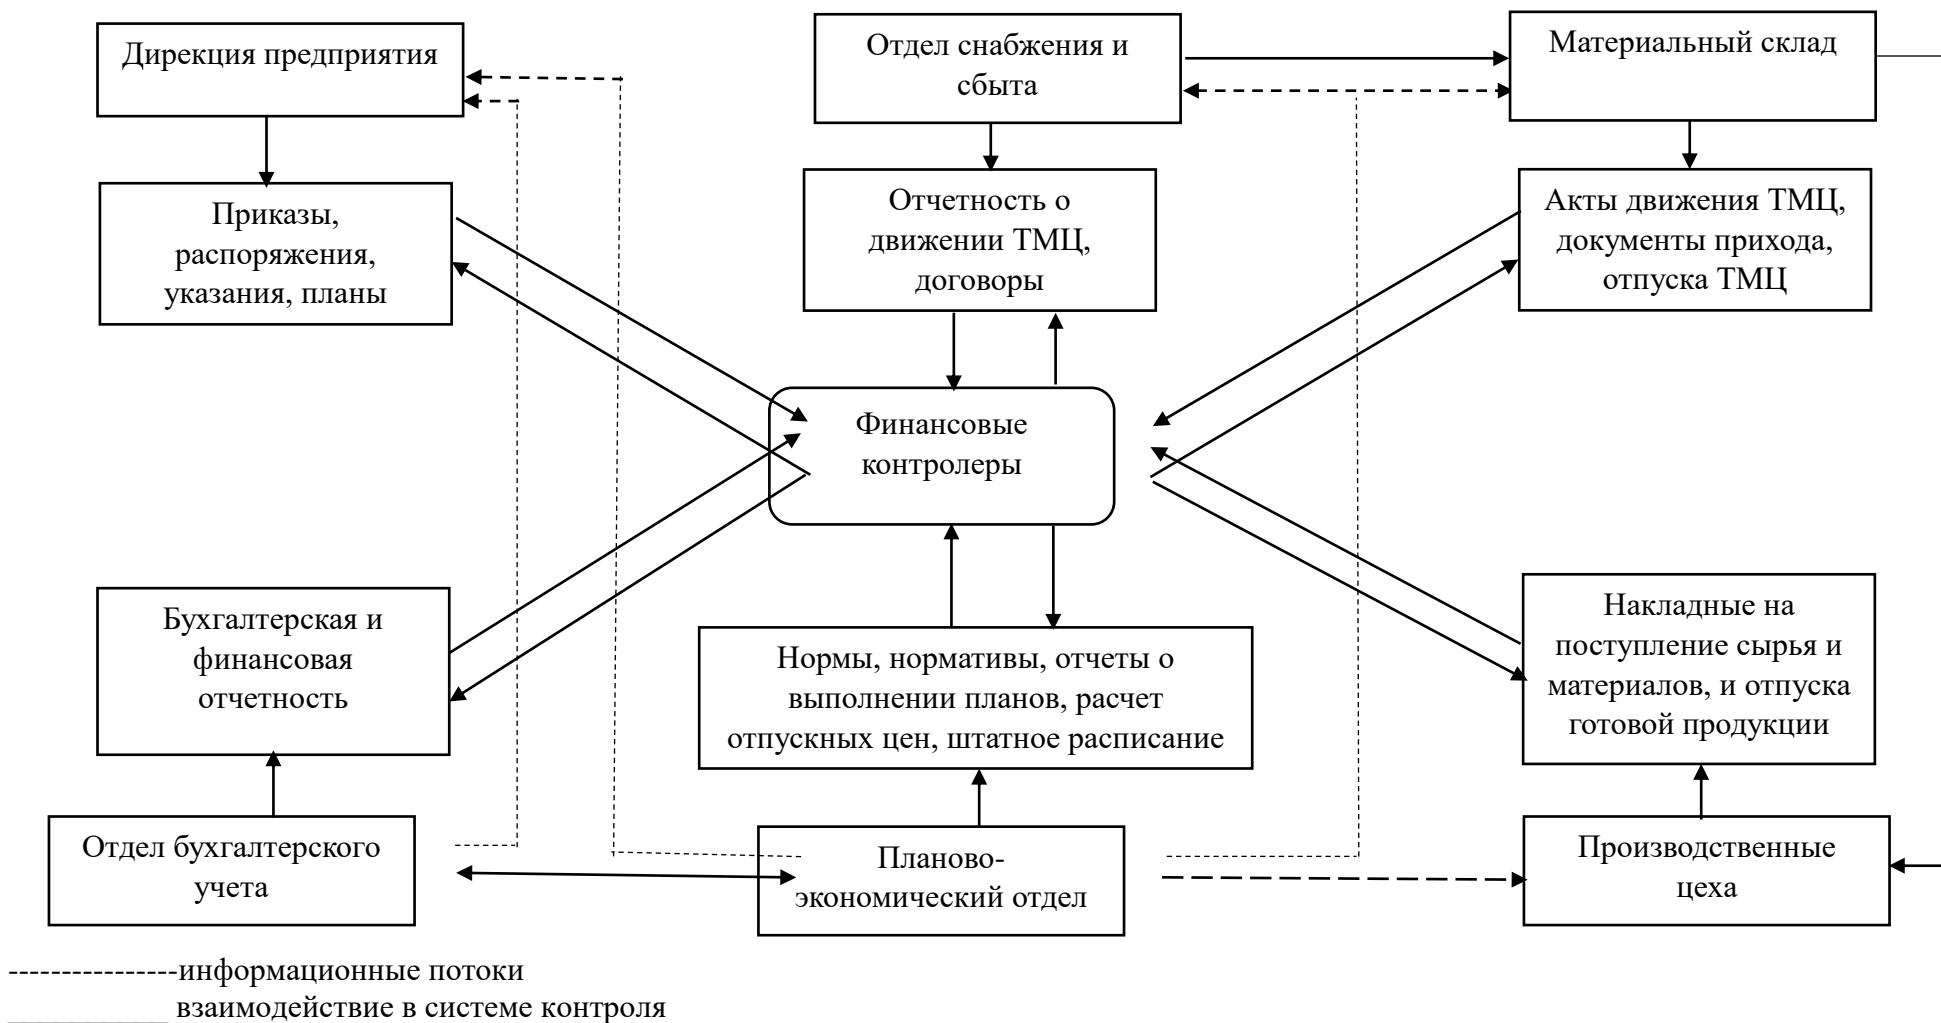 Дирекция предприятия
Отдел снабжения и
сбыта
Материальный склад
Приказы,
распоряжения,
указания, планы
Отчетность о
движении ТМЦ,
договоры
Акты движения ТМЦ,
документы прихода,
отпуска ТМЦ
Финансовые
контролеры
Бухгалтерская и
финансовая
отчетность
Нормы, нормативы, отчеты о
выполнении планов, расчет
отпускных цен, штатное расписание
Накладные на
поступление сырья и
материалов, и отпуска
готовой продукции
Отдел бухгалтерского
учета
Планово-
экономический отдел
Производственные
цеха
информационные потоки
взаимодействие в системе контроля